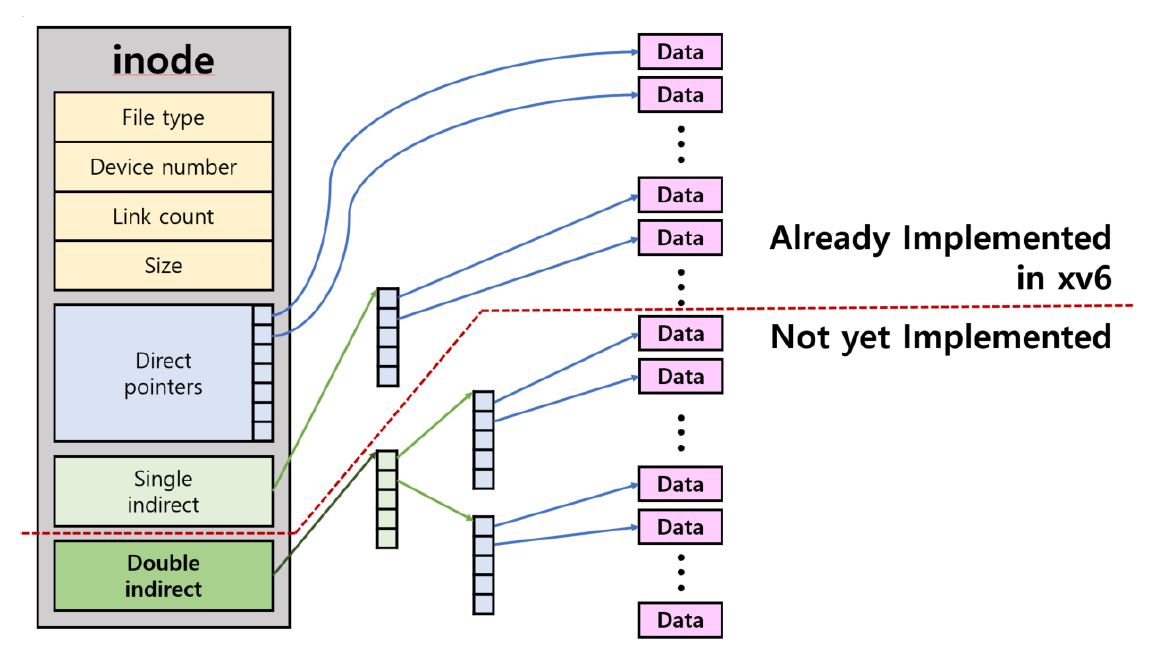 inode
File type
Device number
Link count
Size
Direct
pointers
Single
indirect
Double
indirect
Data
Data
Data
Data
Data
Data
Data
Data
Data
Already Implemented
in xv6
Not yet Implemented